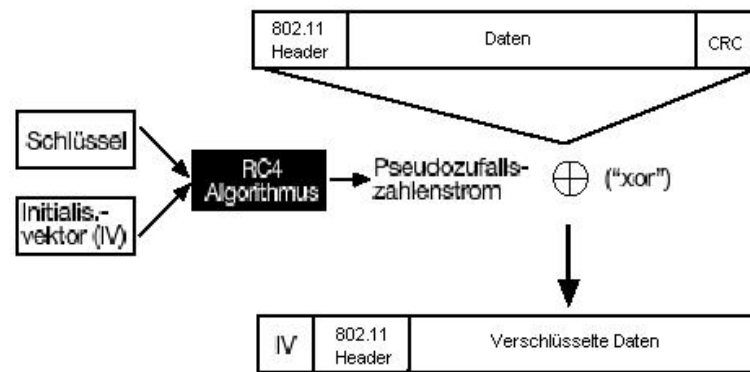 802.11
Header
Daten
CRC
Schlüssel
Initialis.-
vektor (IV)
RC4
Algorithmus
Pseudozufalls-
zahlenstrom
("xor")
IV
802.11
Header
Verschlüsselte Daten